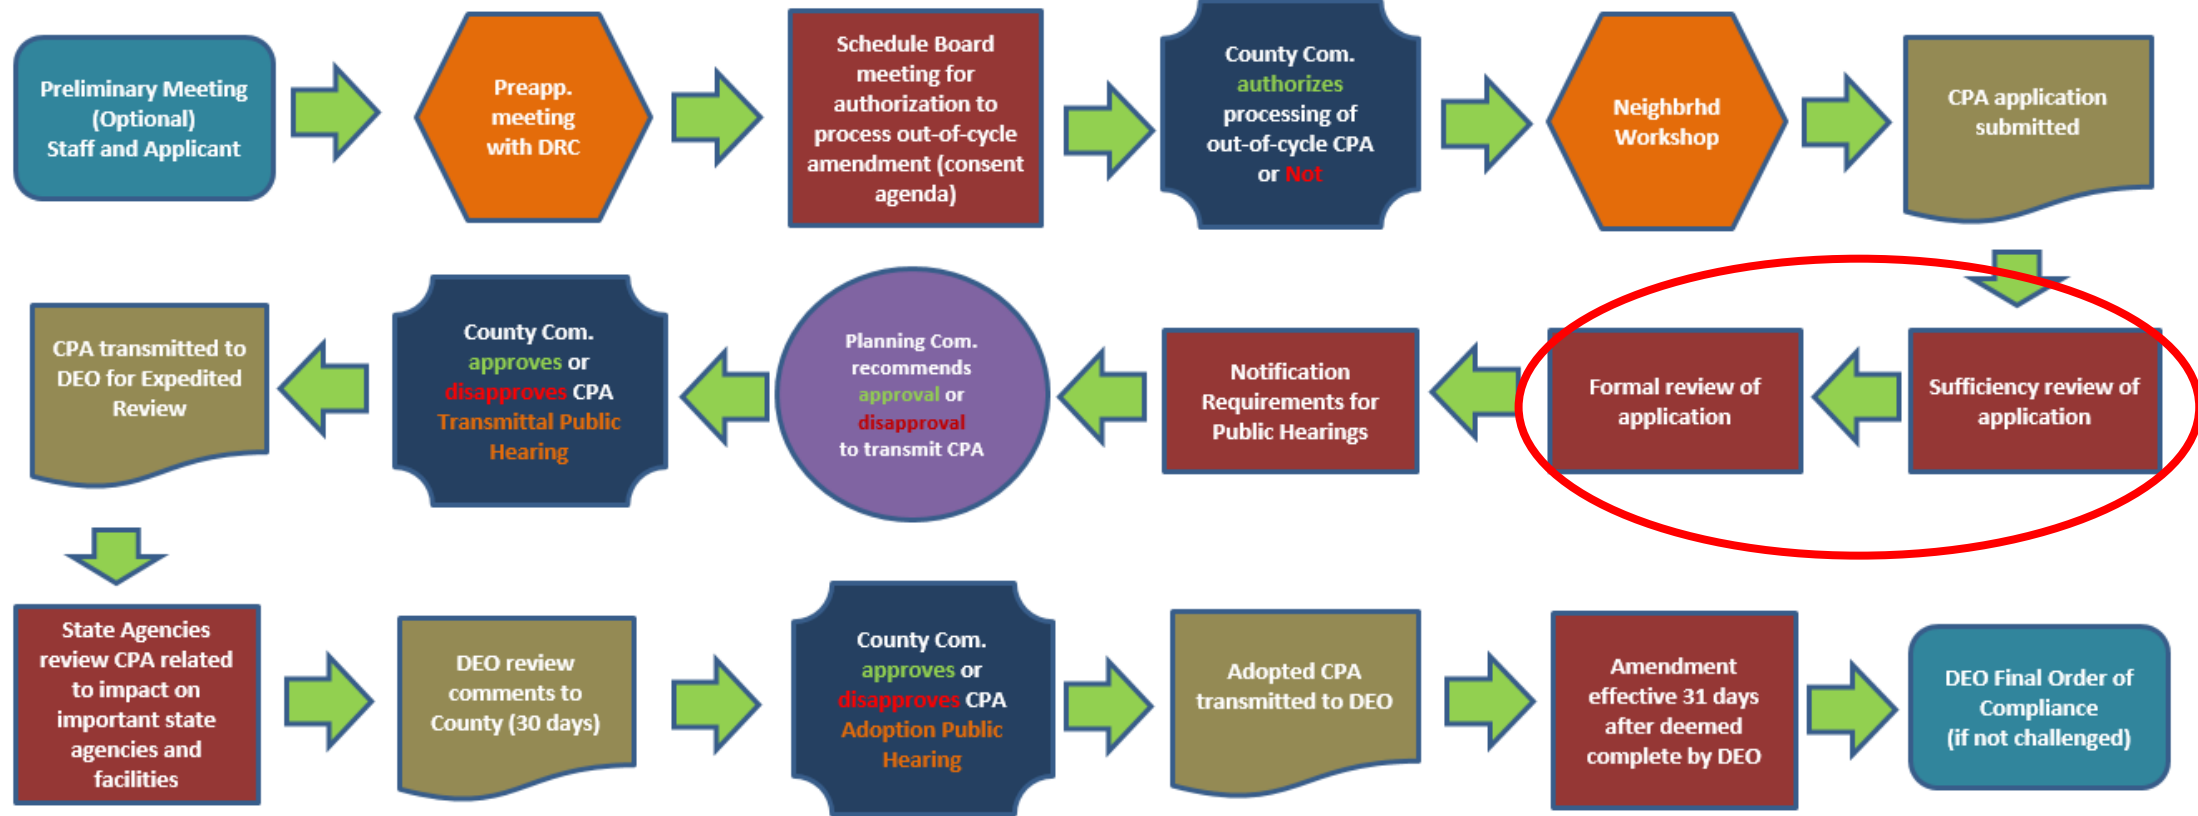 Preliminary Meeting
(Optional)
Staff and Applicant
Preapp.
meeting
with DRC
Schedule Board
meeting for
authorization to
process out-of-cycle
amendment (consent
agenda)
County Com.
authorizes
processing of
out-of-cycle CPA
or Not
Neighbrhd
Workshop
CPA application
submitted
Sufficiency review of
application
Formal review of
application
Notification
Requirements for
Public Hearings
Planning Com.
recommends
approval or
disapproval
to transmit CPA
County Com.
approves or
disapproves CPA
Transmittal Public
Hearing
CPA transmitted to
DEO for Expedited
Review
State Agencies
review CPA related
to impact on
important state
agencies and
facilities
DEO review
comments to
County (30 days)
County Com.
approves or
disapproves CPA
Adoption Public
Hearing
Adopted CPA
transmitted to DEO
Amendment
effective 31 days
after deemed
complete by DEO
DEO Final Order of
Compliance
(if not challenged)